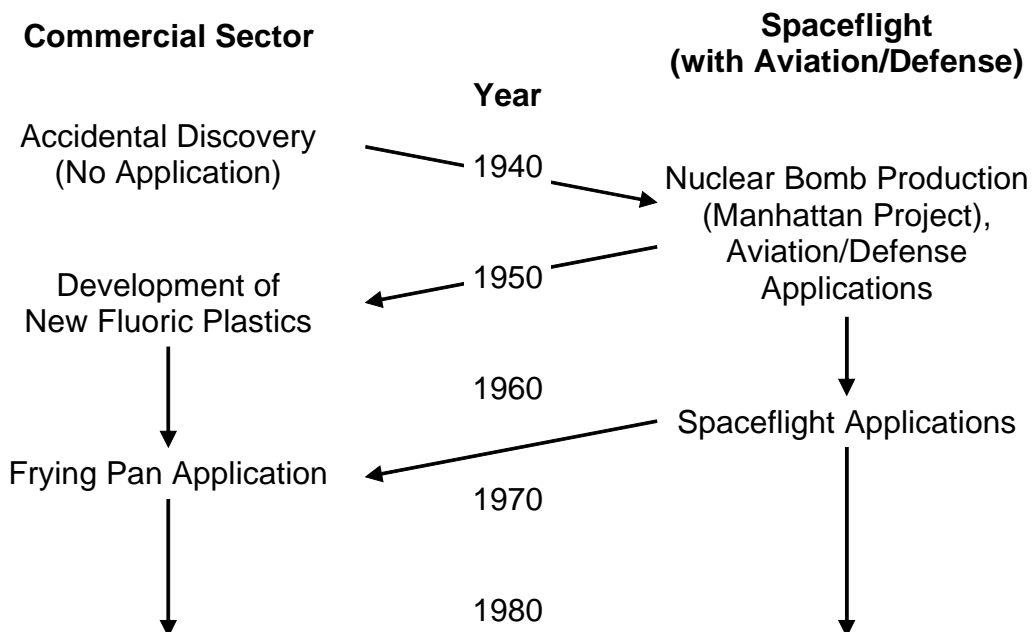 Commercial Sector
Spaceflight
(with Aviation/Defense)
Year
Accidental Discovery
(No Application)
1940
Nuclear Bomb Production
(Manhattan Project),
Aviation/Defense
Applications
1950
Development of
New Fluoric Plastics
1960
Spaceflight Applications
Frying Pan Application
1970
1980